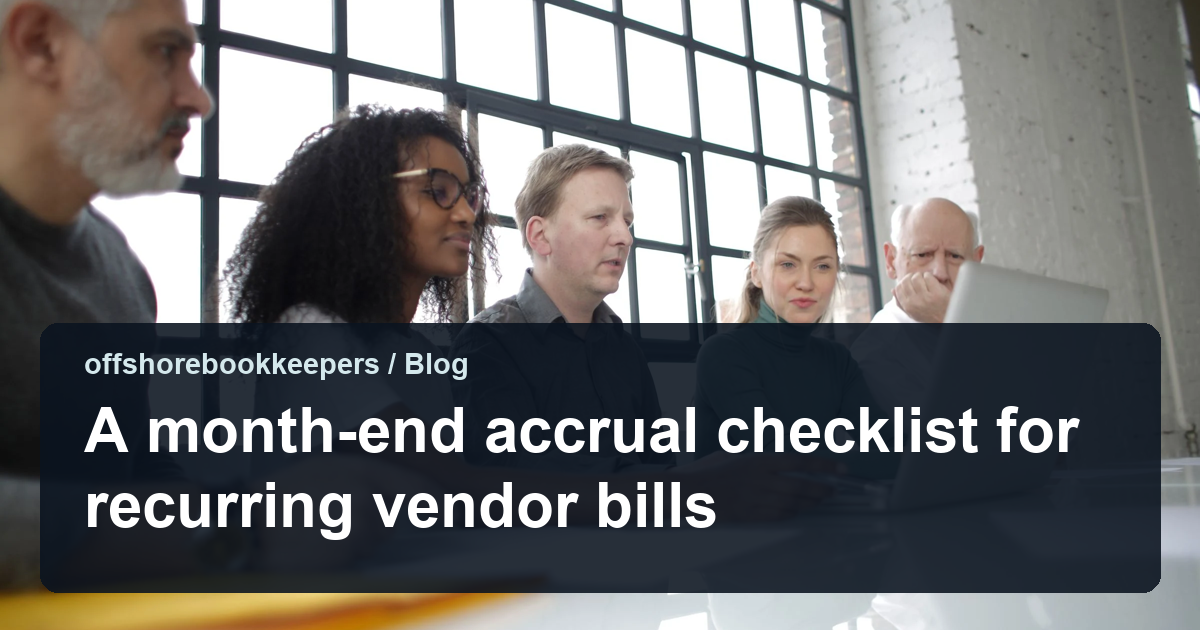 offshorebookkeepers / Blog
A month-end accrual checklist for
recurring vendor bills